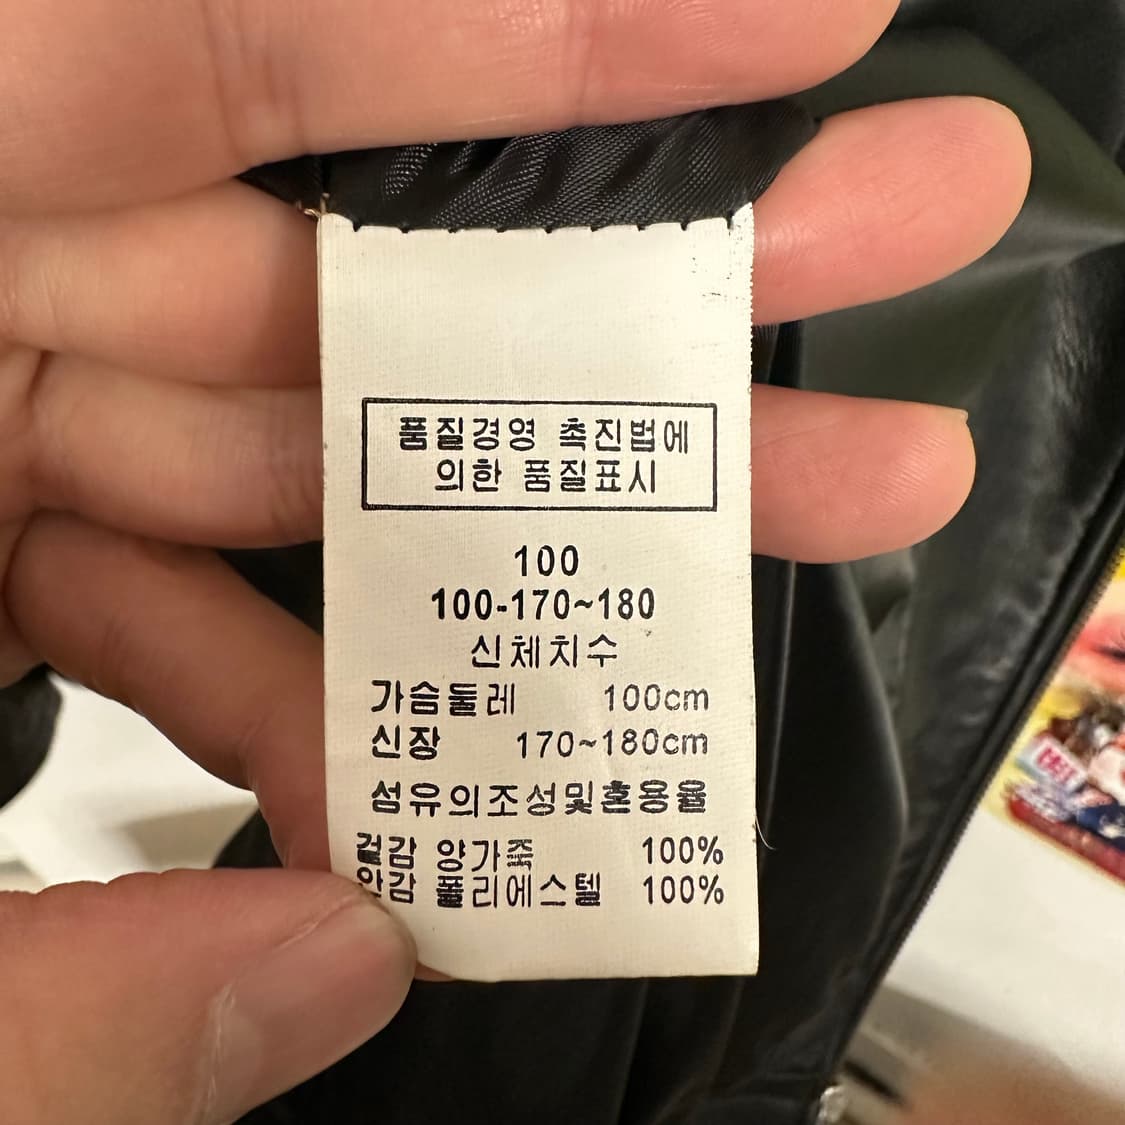 품질경영 촉진법에
의한 품질표시
100
100-170~180
신체치수
가슴둘레 100cm
신장 170~180cm
섬유의조성및혼용율
겉감 양가죽 100%
안감 폴리에스텔 100%